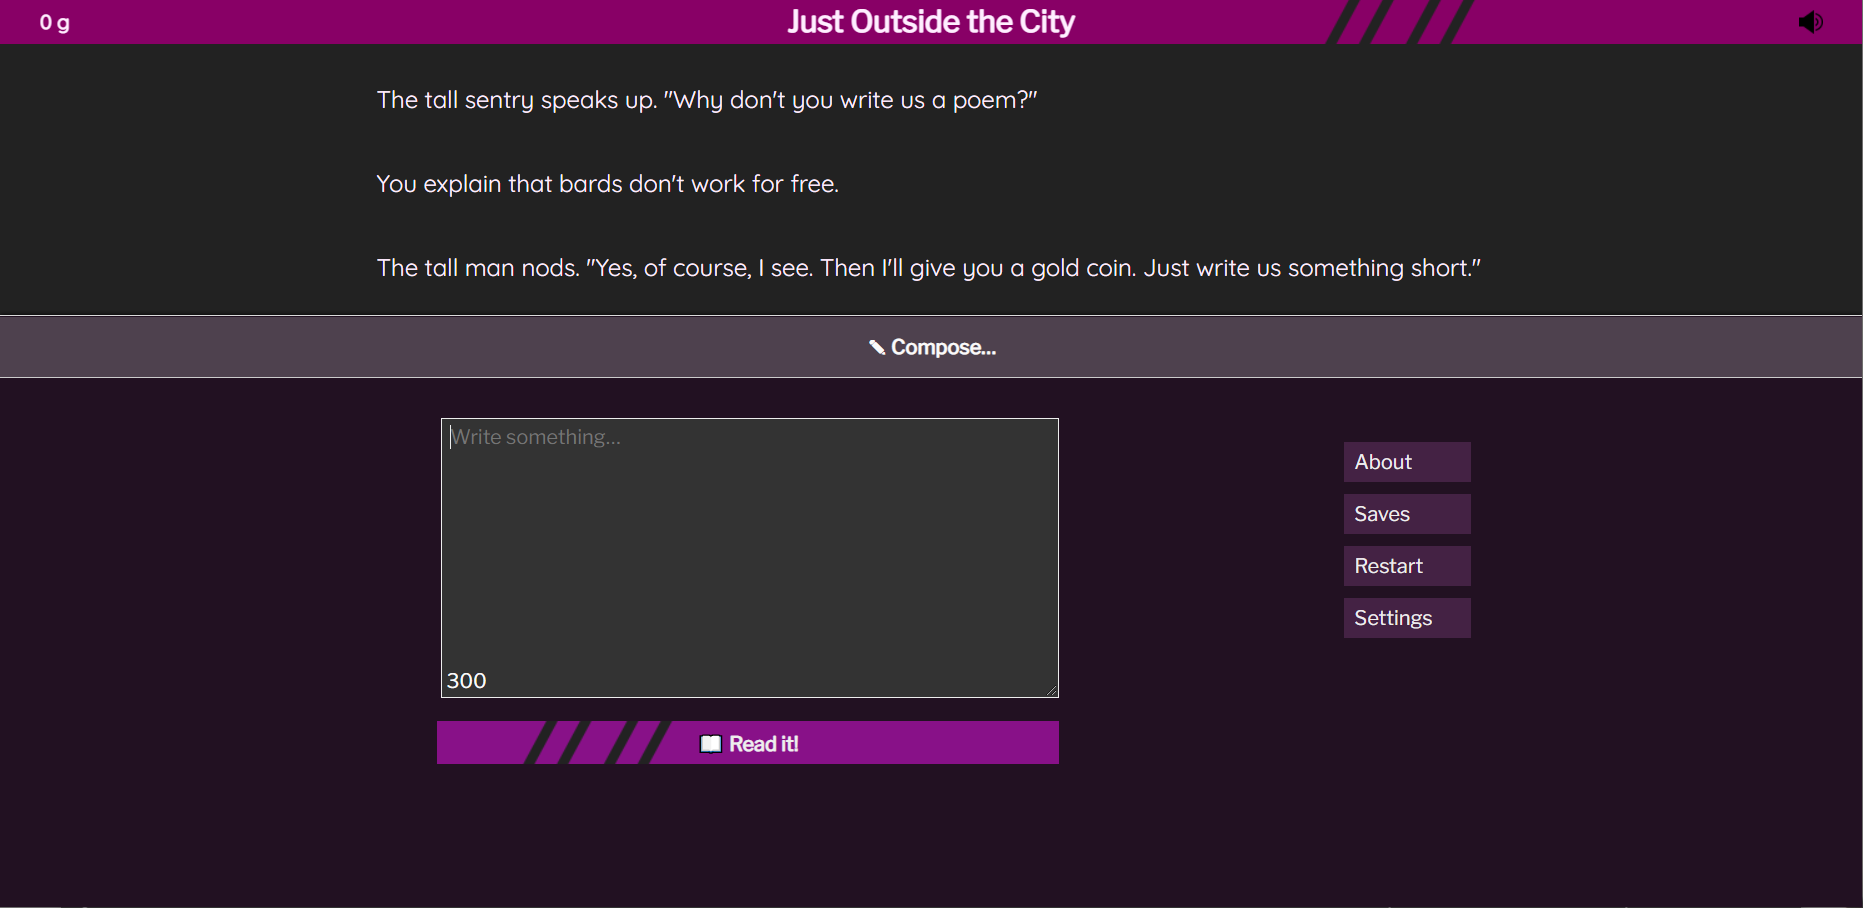 0 g
Just Outside the City
The tall sentry speaks up. "Why don't you write us a poem?"
You explain that bards don't work for free.
The tall man nods. "Yes, of course, I see. Then I'll give you a gold coin. Just write us something short."
Compose...
Write something...
300
Read it!
About
Saves
Restart
Settings